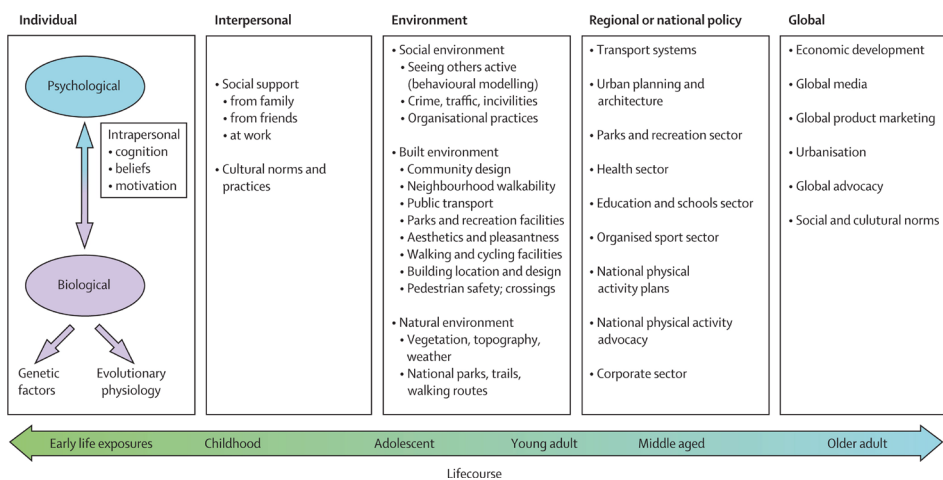 Individual
Psychological
Intrapersonal
• cognition
• beliefs
• motivation
Biological
Genetic
factors
Evolutionary
physiology
Interpersonal
• Social support
• from family
• from friends
• at work
• Cultural norms and
practices
Environment
• Social environment
• Seeing others active
(behavioural modelling)
• Crime, traffic, incivilities
• Organisational practices
• Built environment
• Community design
• Neighbourhood walkability
• Public transport
• Parks and recreation facilities
• Aesthetics and pleasantness
• Walking and cycling facilities
• Building location and design
• Pedestrian safety; crossings
• Natural environment
• Vegetation, topography,
weather
• National parks, trails,
walking routes
Regional or national policy
• Transport systems
• Urban planning and
architecture
• Parks and recreation sector
• Health sector
• Education and schools sector
• Organised sport sector
• National physical
activity plans
• National physical activity
advocacy
• Corporate sector
Global
• Economic development
• Global media
• Global product marketing
• Urbanisation
• Global advocacy
• Social and culutural norms
Early life exposures
Childhood
Adolescent
Young adult
Middle aged
Older adult
Lifecourse